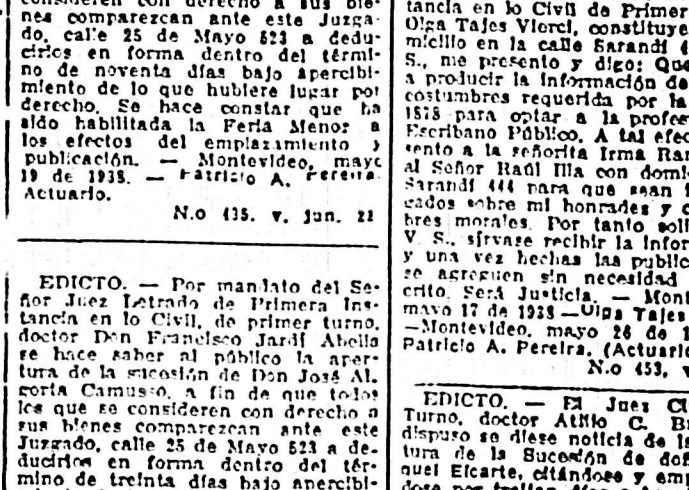 consideren con derecho a sus bie-
nes comparezcan ante este Juzga-
do, calle 25 de Mayo 523 a dedu-
cirlos en forma dentro del térmi-
no de noventa días bajo apercibi-
miento de lo que hubiere lugar por
derecho. Se hace constar que ha
sido habilitada la Feria Menor a
los efectos del emplazamiento y
publicación. — Montevideo, mayo
19 de 1938. — Patricio A. Pereira.
Actuario.
N.o 435. v. Jun. 22
EDICTO. — Por mandato del Se-
ñor Juez Letrado de Primera Ins-
tancia en lo Civil, de primer turno,
doctor Don Francisco Jardí Abella
se hace saber al público la aper-
tura de la sucesión de Don José Al.
gorta Camusso, a fin de que todos
los que se consideren con derecho a
sus bienes comparezcan ante este
Juzgado, calle 25 de Mayo 523 a de-
ducirlos en forma dentro del tér-
mino de treinta días bajo apercibi-
tancia en lo Civil de Primer
Olga Tajes Vierci, constituye
micilio en la calle Sarandí
S., me presento y digo: Que
a producir la información de
costumbres requerida por la
1878 para optar a la profes
Escribano Público. A tal efec
sento a la señorita Irma Ra
al Señor Raúl Illa con domi
Sarandí 444 para que sean
gados sobre mi honradez y
bres morales. Por tanto soli
V. S., sírvase recibir la infor
y una vez hechas las public
se agreguen sin necesidad
crito. Será Justicia. — Mont
mayo 17 de 1938 —Olga Tajes
—Montevideo, mayo 26 de 1
Patricio A. Pereira, (Actuario
N.o 453, v
EDICTO. — El Juez
Turno, doctor Atilio C. B
dispuso se diese noticia de la
tura de la Sucesión de doñ
quel Elcarte, citándose y emp